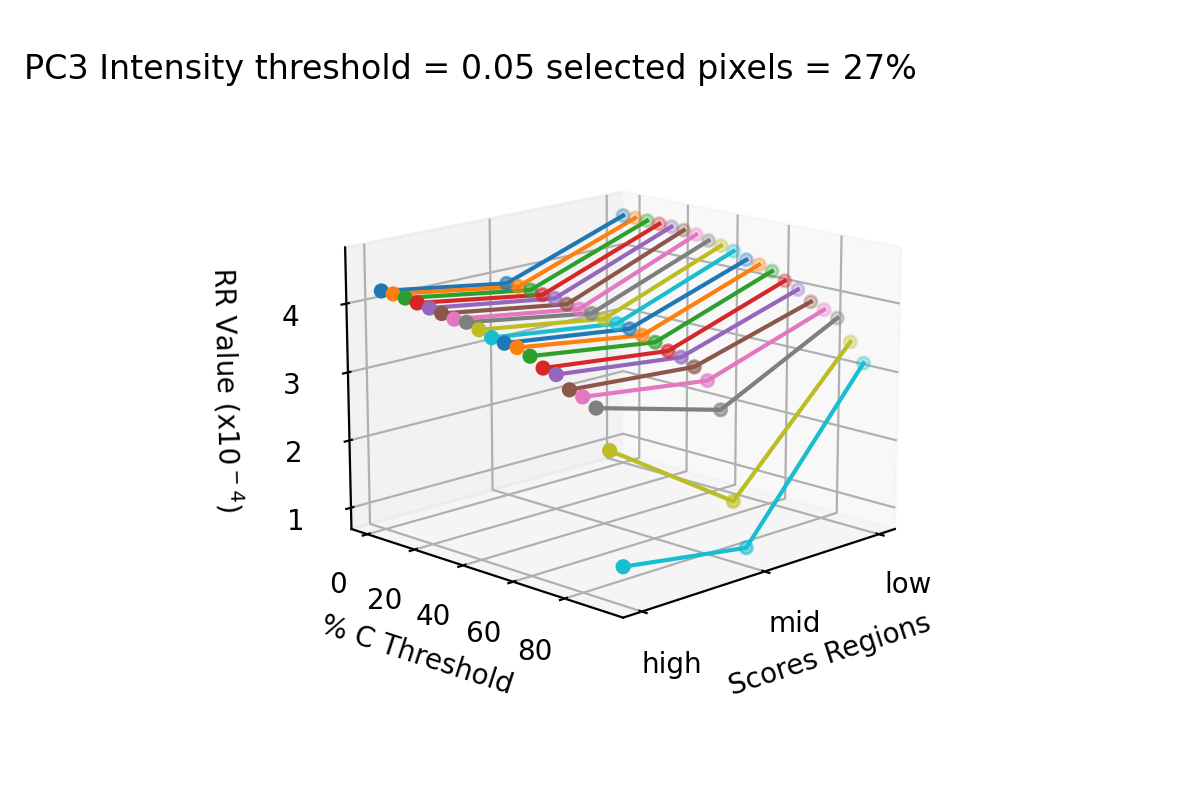 PC3 Intensity threshold = 0.05 selected pixels = 27%
RR Value (x10⁻⁴)
4
3
2
1
0
20
40
60
80
% C Threshold
low
mid
high
Scores Regions